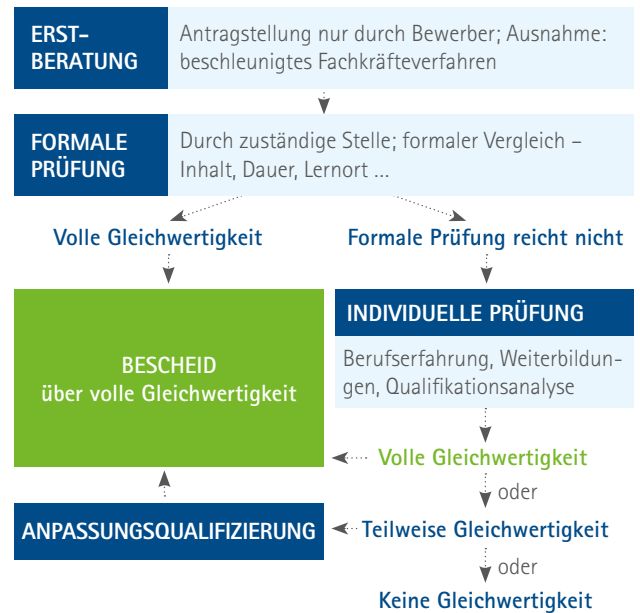 ERST-
BERATUNG
Antragstellung nur durch Bewerber; Ausnahme:
beschleunigtes Fachkräfteverfahren
FORMALE
PRÜFUNG
Durch zuständige Stelle; formaler Vergleich –
Inhalt, Dauer, Lernort ...
Volle Gleichwertigkeit
Formale Prüfung reicht nicht
BESCHEID
über volle Gleichwertigkeit
INDIVIDUELLE PRÜFUNG
Berufserfahrung, Weiterbildun-
gen, Qualifikationsanalyse
Volle Gleichwertigkeit
oder
ANPASSUNGSQUALIFIZIERUNG
Teilweise Gleichwertigkeit
oder
Keine Gleichwertigkeit